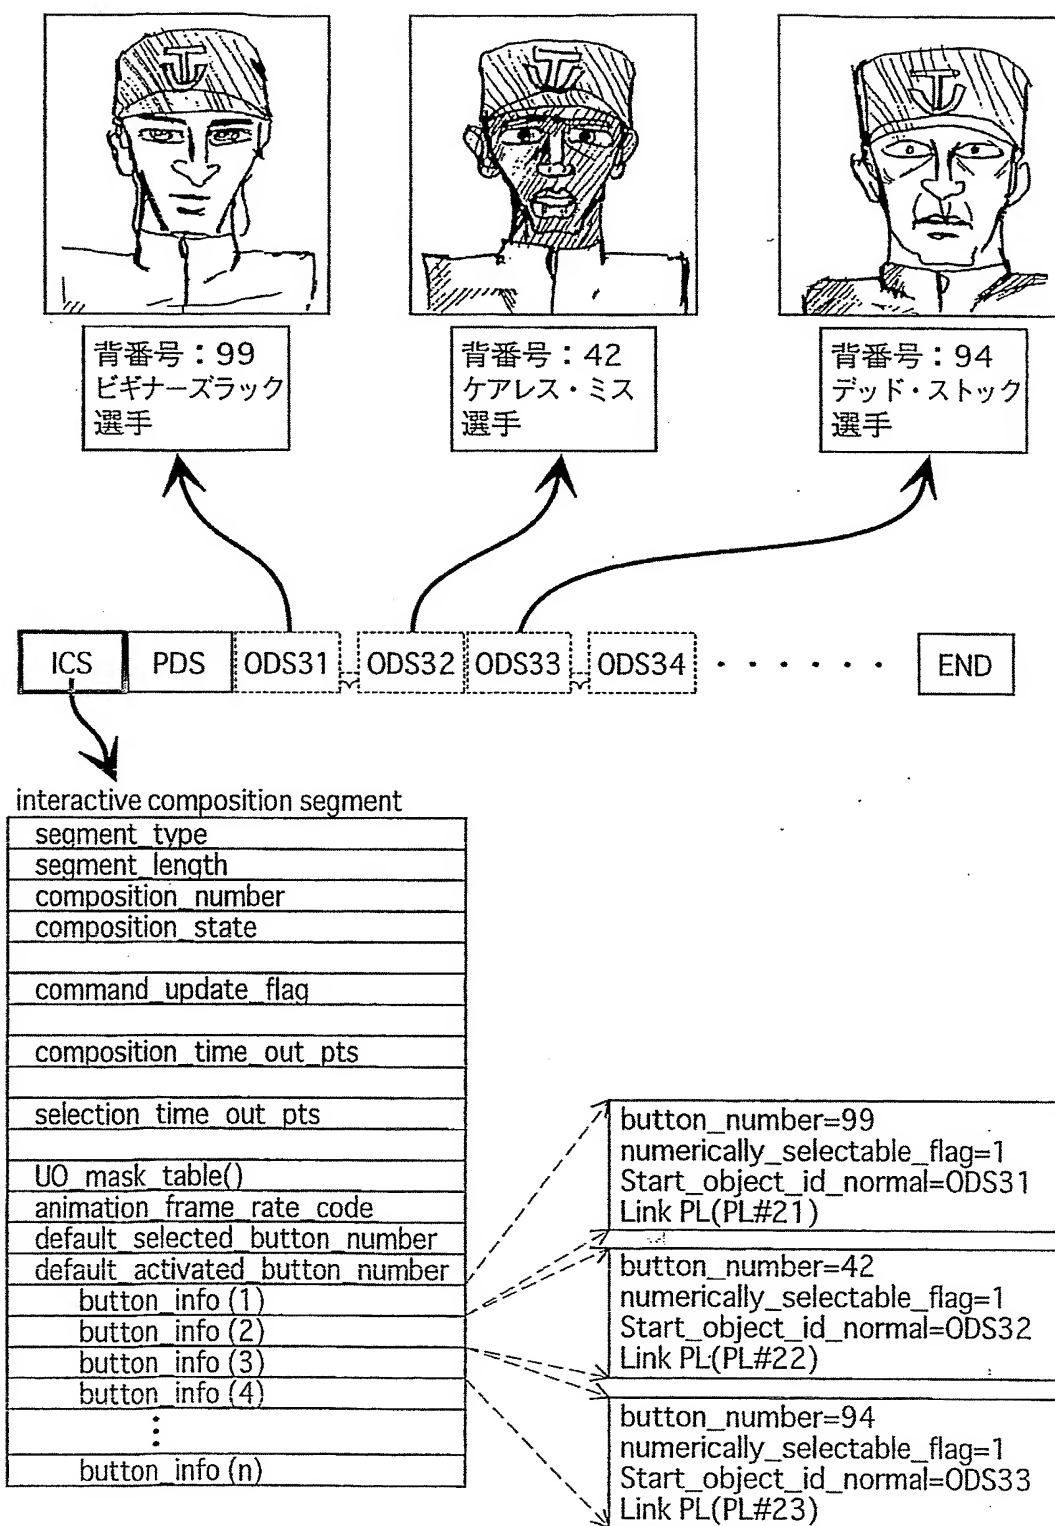 背番号：99
ビギナーズラック
選手
背番号：42
ケアレス・ミス
選手
背番号：94
デッド・ストック
選手
ICS
PDS
ODS31
ODS32
ODS33
ODS34
END
interactive composition segment
segment_type
segment_length
composition_number
composition_state
command_update_flag
composition_time_out_pts
selection_time_out_pts
UO_mask_table()
animation_frame_rate_code
default_selected_button_number
default_activated_button_number
button_info (1)
button_info (2)
button_info (3)
button_info (4)
button_info (n)
button_number=99
numerically_selectable_flag=1
Start_object_id_normal=ODS31
Link PL(PL#21)
button_number=42
numerically_selectable_flag=1
Start_object_id_normal=ODS32
Link PL(PL#22)
button_number=94
numerically_selectable_flag=1
Start_object_id_normal=ODS33
Link PL(PL#23)